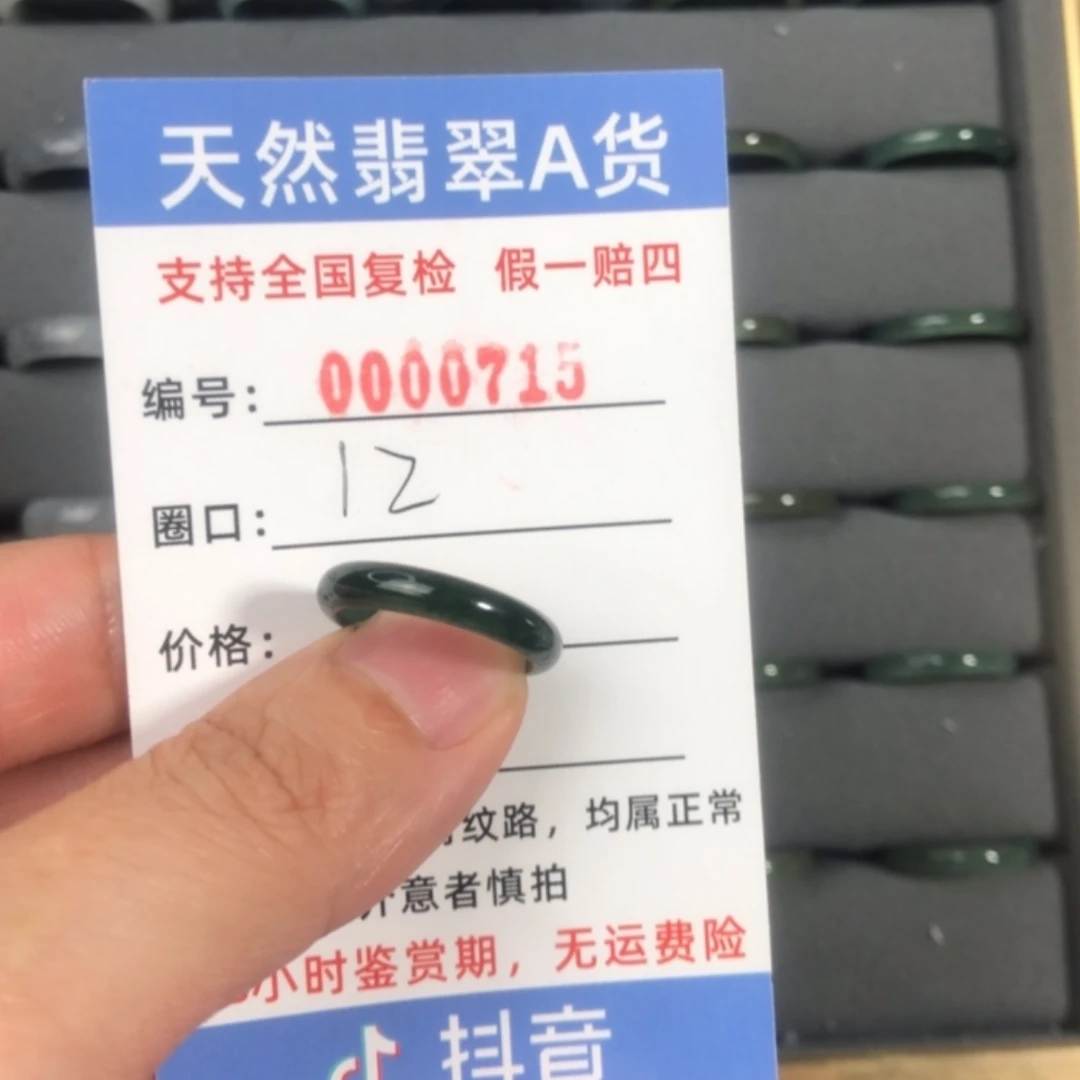 天然翡翠A货
支持全国复检 假一赔四
编号: 0000715
圈口: 12
价格:
纹路，均属正常
意者慎拍
小时鉴赏期，无运费险
抖音